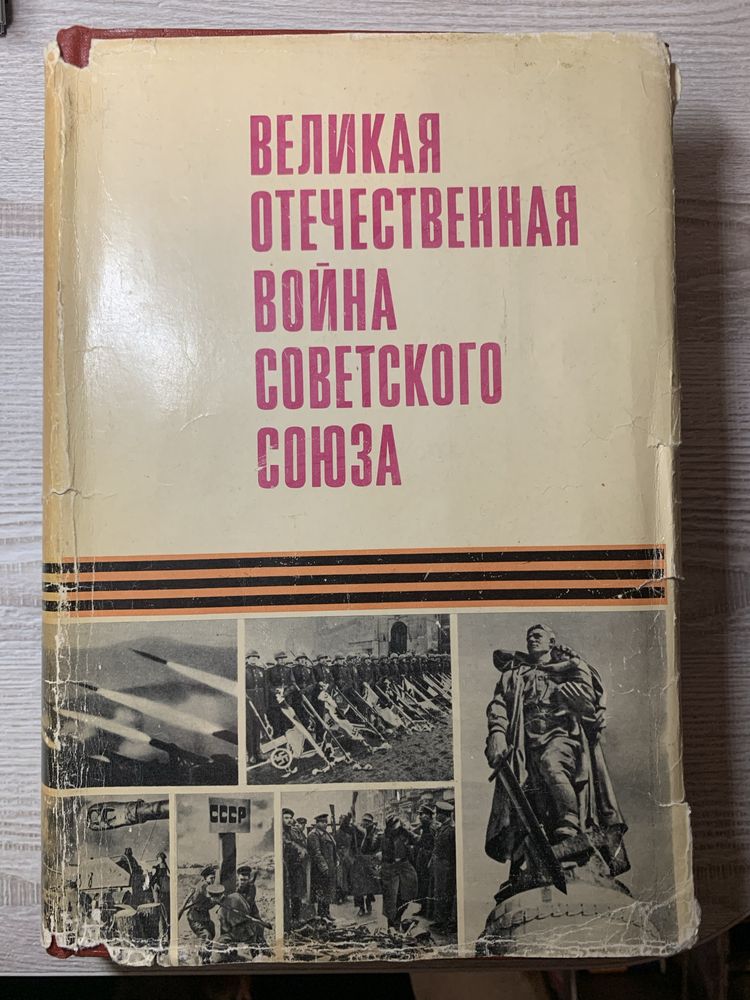 ВЕЛИКАЯ
ОТЕЧЕСТВЕННАЯ
ВОЙНА
СОВЕТСКОГО
СОЮЗА
СССР